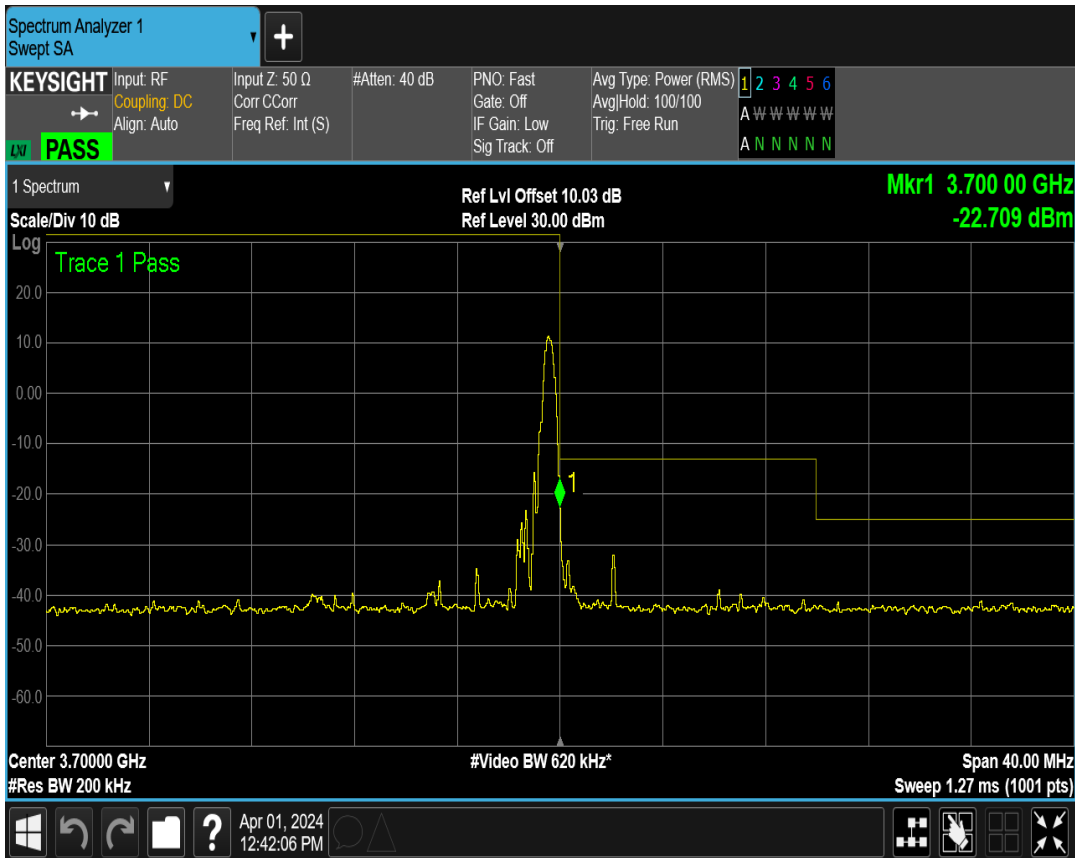 Spectrum Analyzer 1
Swept SA
+
KEYSIGHT
LXI PASS
Input: RF
Coupling: DC
Align: Auto
Input Z: 50 Ω
Corr CCorr
Freq Ref: Int (S)
#Atten: 40 dB
PNO: Fast
Gate: Off
IF Gain: Low
Sig Track: Off
Avg Type: Power (RMS)
Avg|Hold: 100/100
Trig: Free Run
1 2 3 4 5 6
A W W W W W
A N N N N N
1 Spectrum
Scale/Div 10 dB
Ref Lvl Offset 10.03 dB
Ref Level 30.00 dBm
Mkr1 3.700 00 GHz
-22.709 dBm
Log
Trace 1 Pass
20.0
10.0
0.00
-10.0
-20.0
-30.0
-40.0
-50.0
-60.0
1
Center 3.70000 GHz
#Res BW 200 kHz
#Video BW 620 kHz*
Span 40.00 MHz
Sweep 1.27 ms (1001 pts)
?
Apr 01, 2024
12:42:06 PM